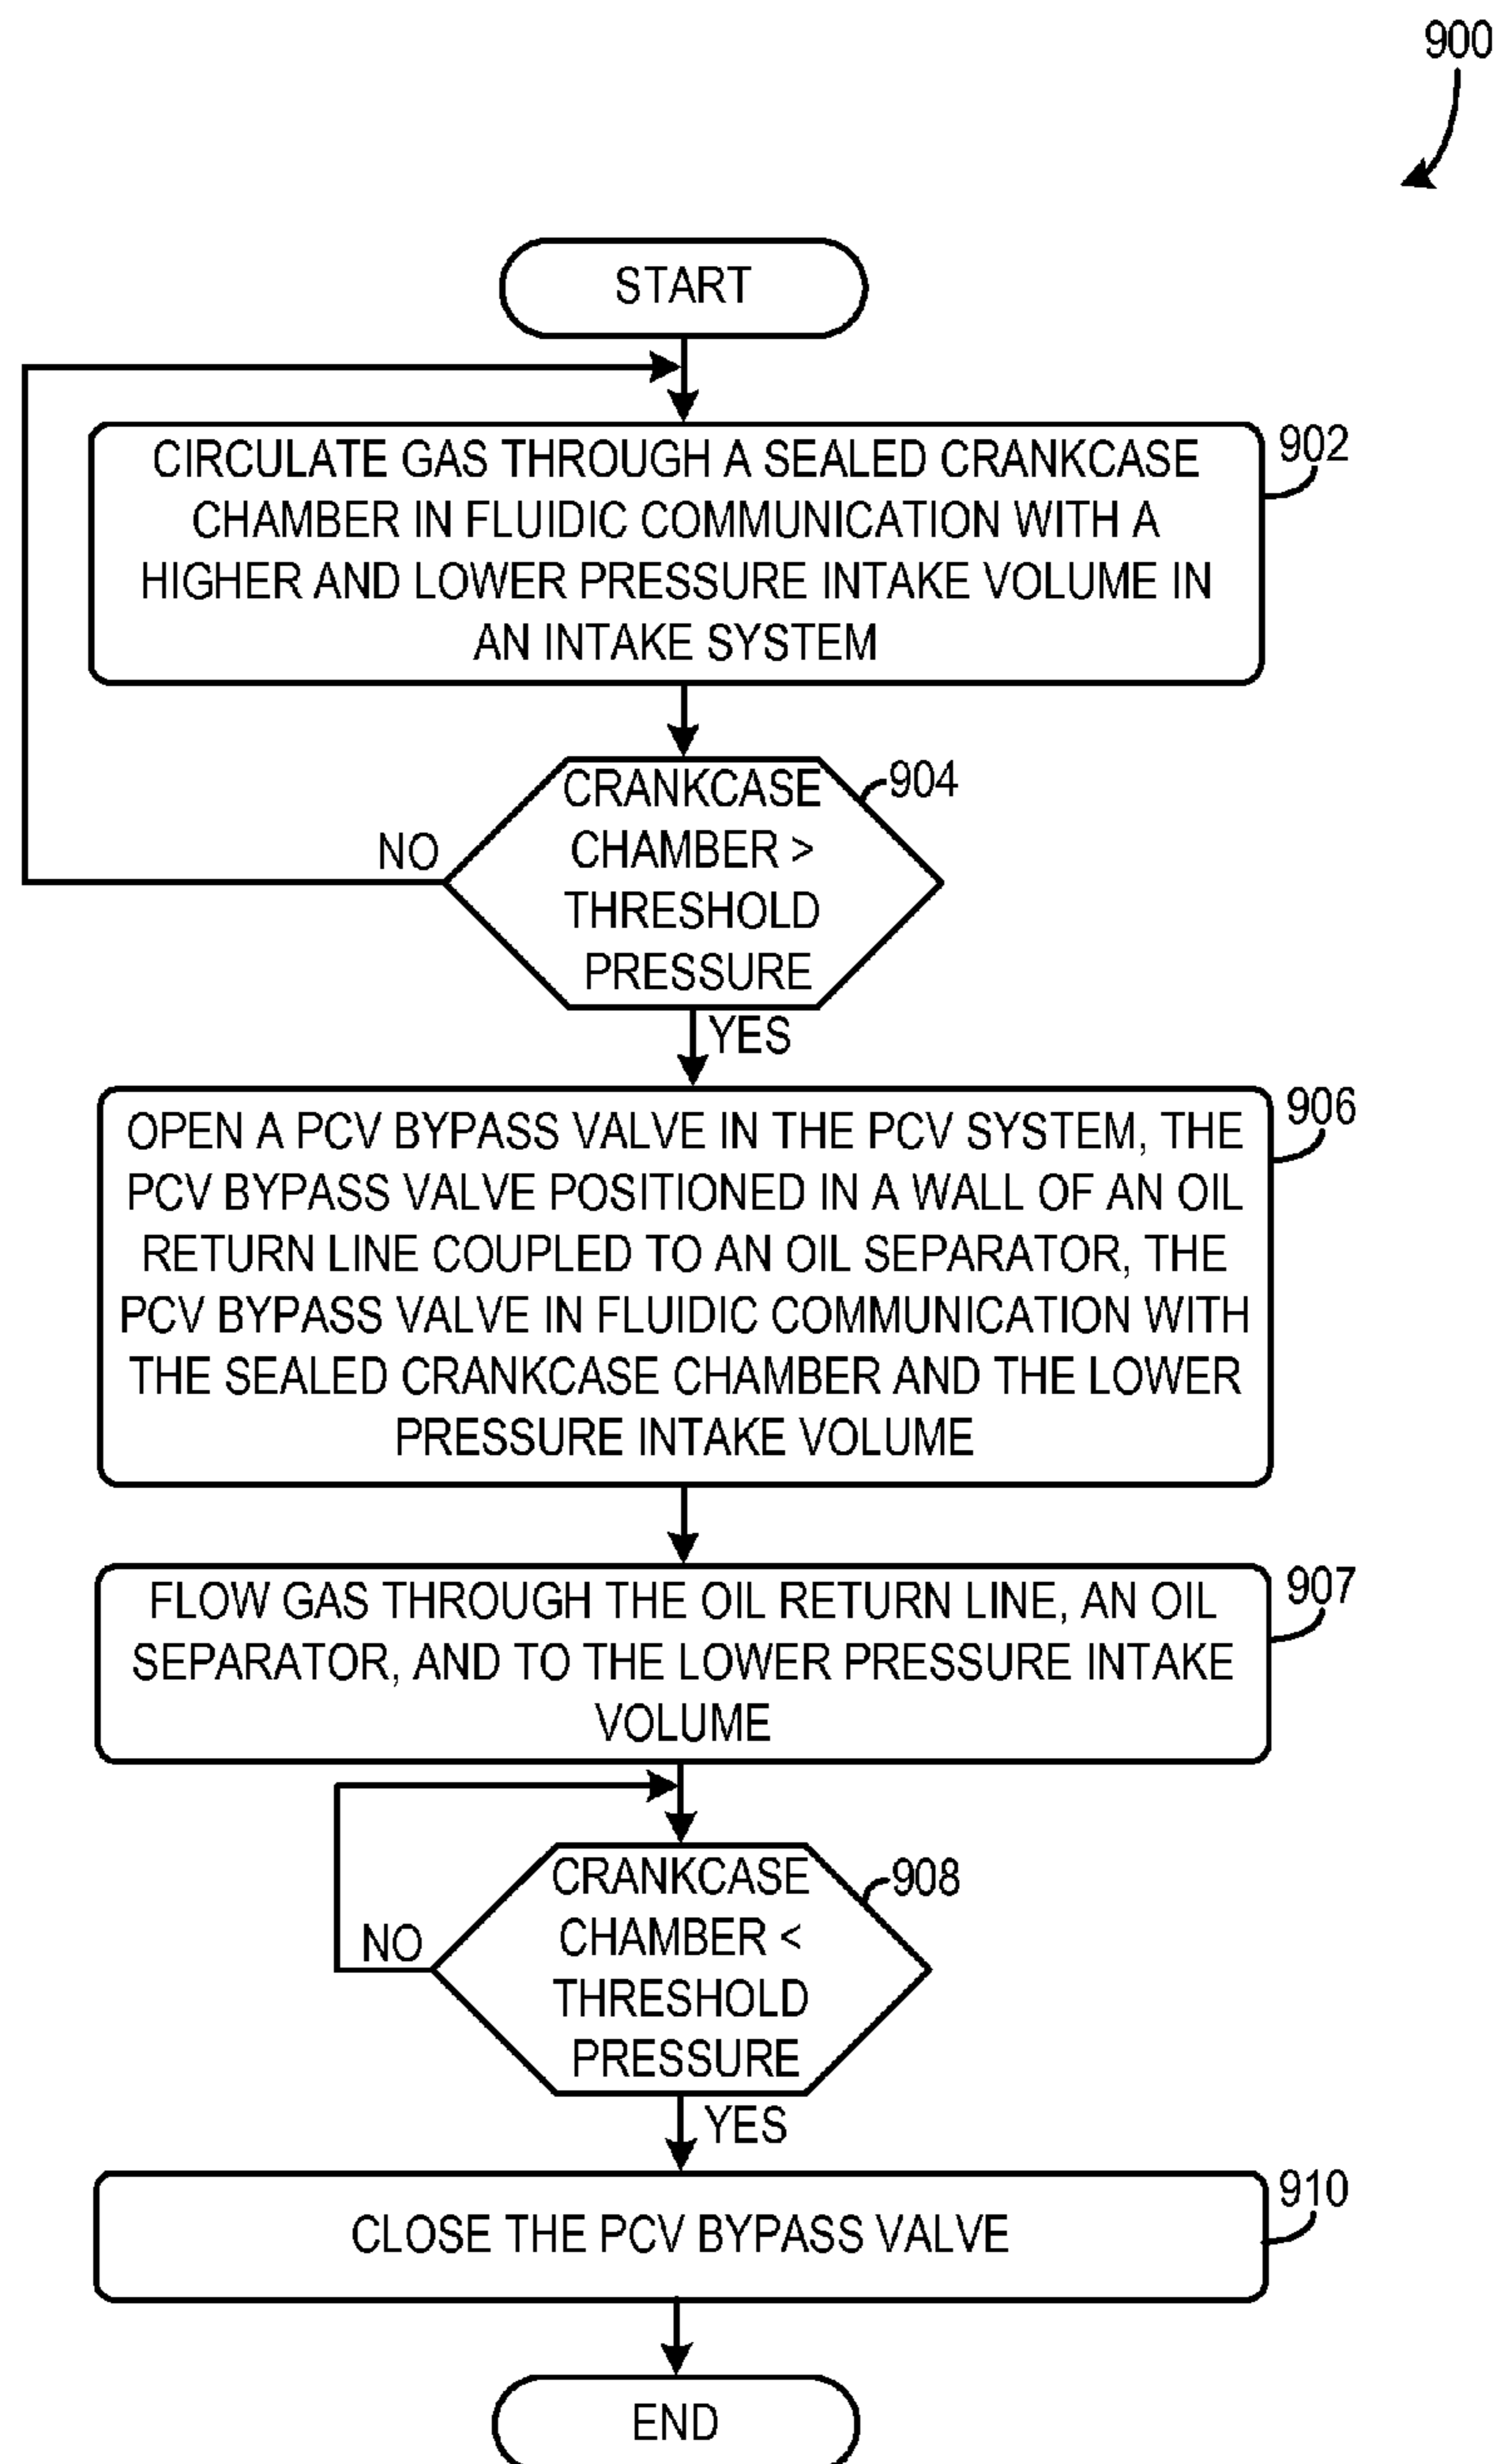 900
START
CIRCULATE GAS THROUGH A SEALED CRANKCASE
CHAMBER IN FLUIDIC COMMUNICATION WITH A
HIGHER AND LOWER PRESSURE INTAKE VOLUME IN
AN INTAKE SYSTEM
902
CRANKCASE
CHAMBER >
THRESHOLD
PRESSURE
904
NO
YES
OPEN A PCV BYPASS VALVE IN THE PCV SYSTEM, THE
PCV BYPASS VALVE POSITIONED IN A WALL OF AN OIL
RETURN LINE COUPLED TO AN OIL SEPARATOR, THE
PCV BYPASS VALVE IN FLUIDIC COMMUNICATION WITH
THE SEALED CRANKCASE CHAMBER AND THE LOWER
PRESSURE INTAKE VOLUME
906
FLOW GAS THROUGH THE OIL RETURN LINE, AN OIL
SEPARATOR, AND TO THE LOWER PRESSURE INTAKE
VOLUME
907
CRANKCASE
CHAMBER <
THRESHOLD
PRESSURE
908
NO
YES
CLOSE THE PCV BYPASS VALVE
910
END